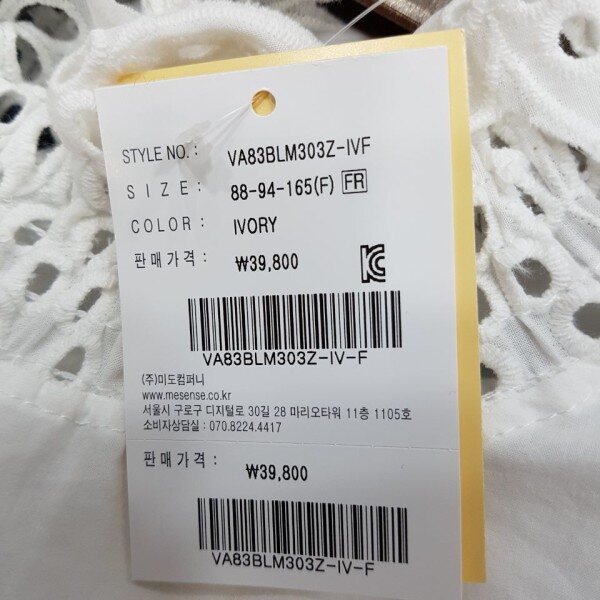 STYLE NO. : VA83BLM303Z-IVF
SIZE : 88-94-165(F) FR
COLOR : IVORY
판매가격 : ₩39,800
KC
VA83BLM303Z-IV-F
(주)미도컴퍼니
www.mesense.co.kr
서울시 구로구 디지털로 30길 28 마리오타워 11층 1105호
소비자상담실 : 070.8224.4417
판매가격 : ₩39,800
VA83BLM303Z-IV-F